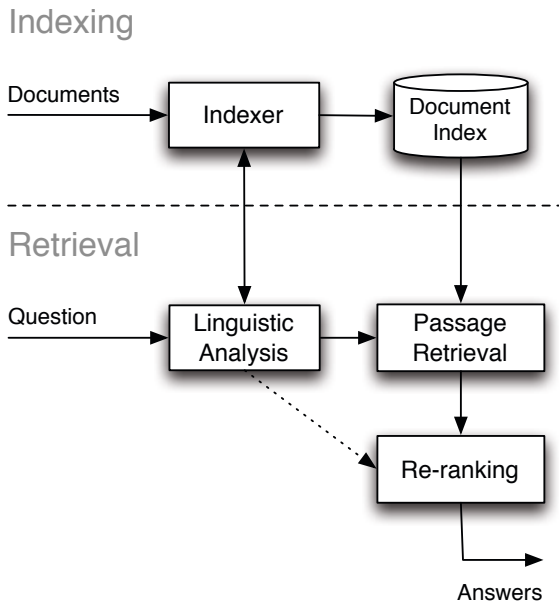 Indexing
Documents
Indexer
Document
Index
Retrieval
Question
Linguistic
Analysis
Passage
Retrieval
Re-ranking
Answers